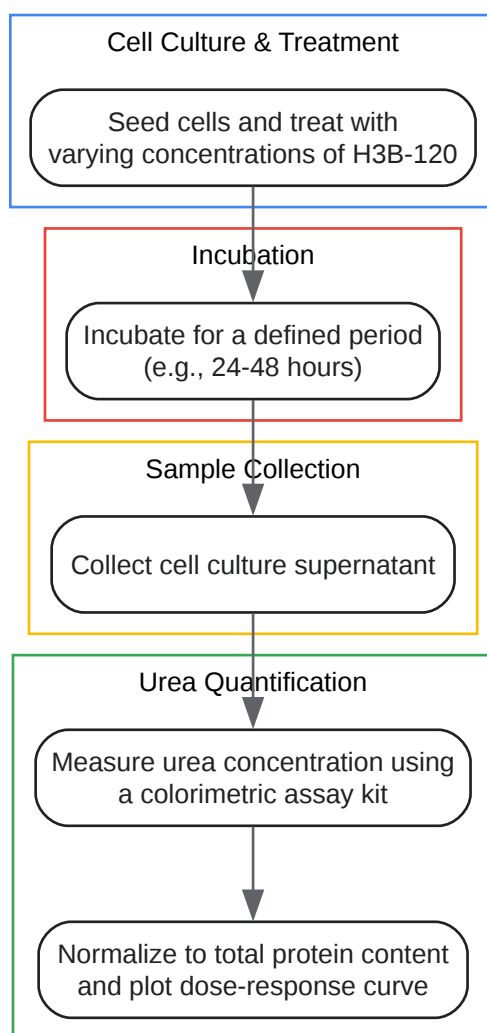 Cell Culture & Treatment
Seed cells and treat with
varying concentrations of H3B-120
Incubation
Incubate for a defined period
(e.g., 24-48 hours)
Sample Collection
Collect cell culture supernatant
Urea Quantification
Measure urea concentration using
a colorimetric assay kit
Normalize to total protein content
and plot dose-response curve